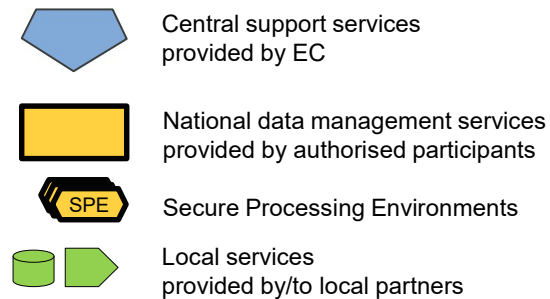 Central support services
provided by EC
National data management services
provided by authorised participants
SPE
Secure Processing Environments
Local services
provided by/to local partners